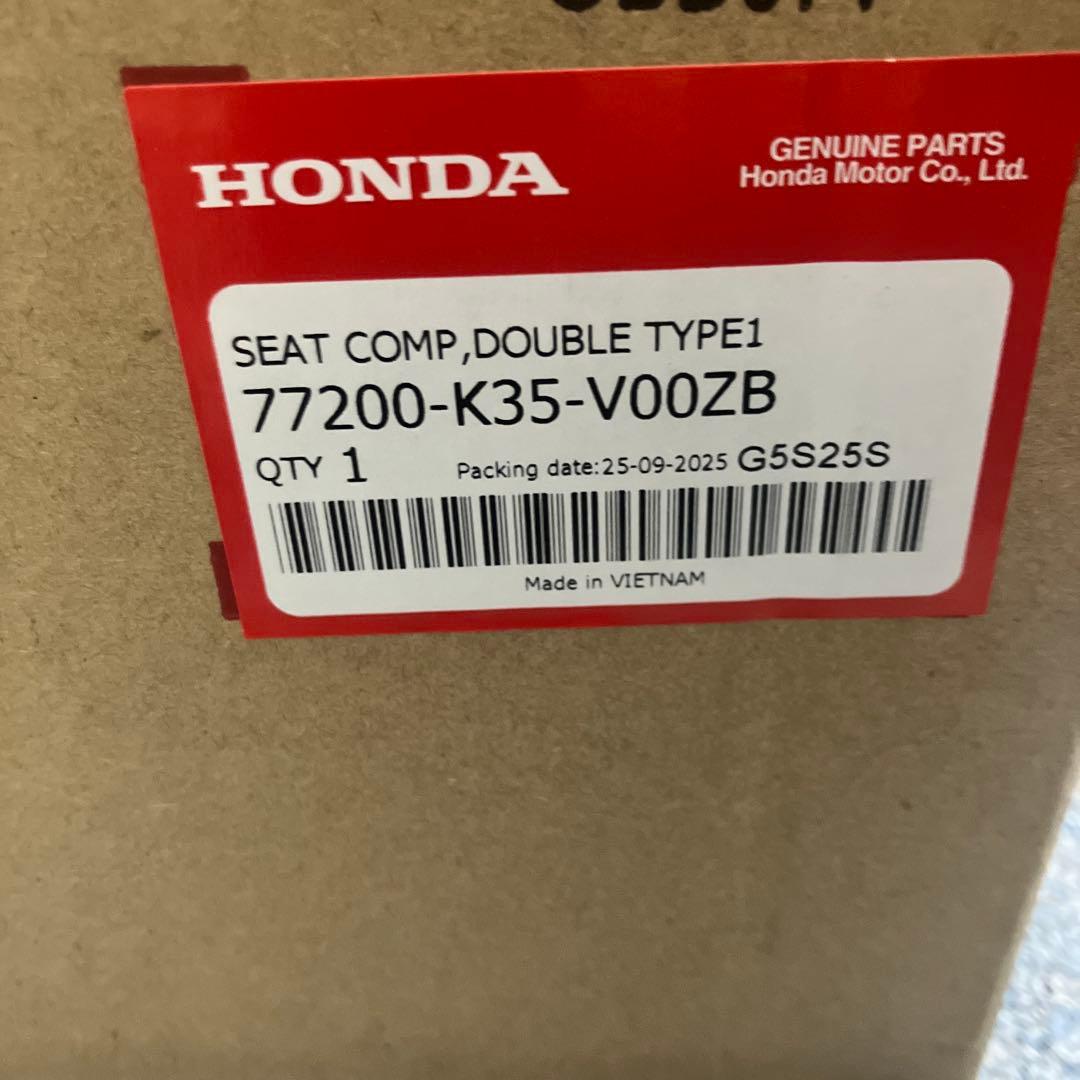 HONDA
GENUINE PARTS
Honda Motor Co., Ltd.
SEAT COMP,DOUBLE TYPE1
77200-K35-V00ZB
QTY 1 Packing date:25-09-2025 G5S25S
Made in VIETNAM